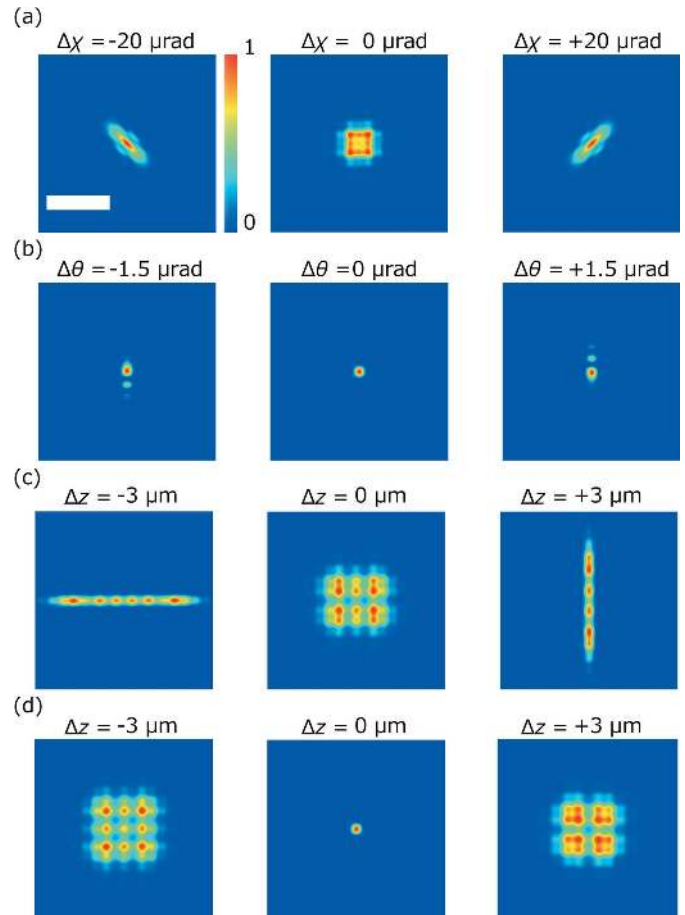 (a)
Δχ = -20 μrad
Δχ = 0 μrad
Δχ = +20 μrad
1
0
(b)
Δθ = -1.5 μrad
Δθ = 0 μrad
Δθ = +1.5 μrad
(c)
Δz = -3 μm
Δz = 0 μm
Δz = +3 μm
(d)
Δz = -3 μm
Δz = 0 μm
Δz = +3 μm